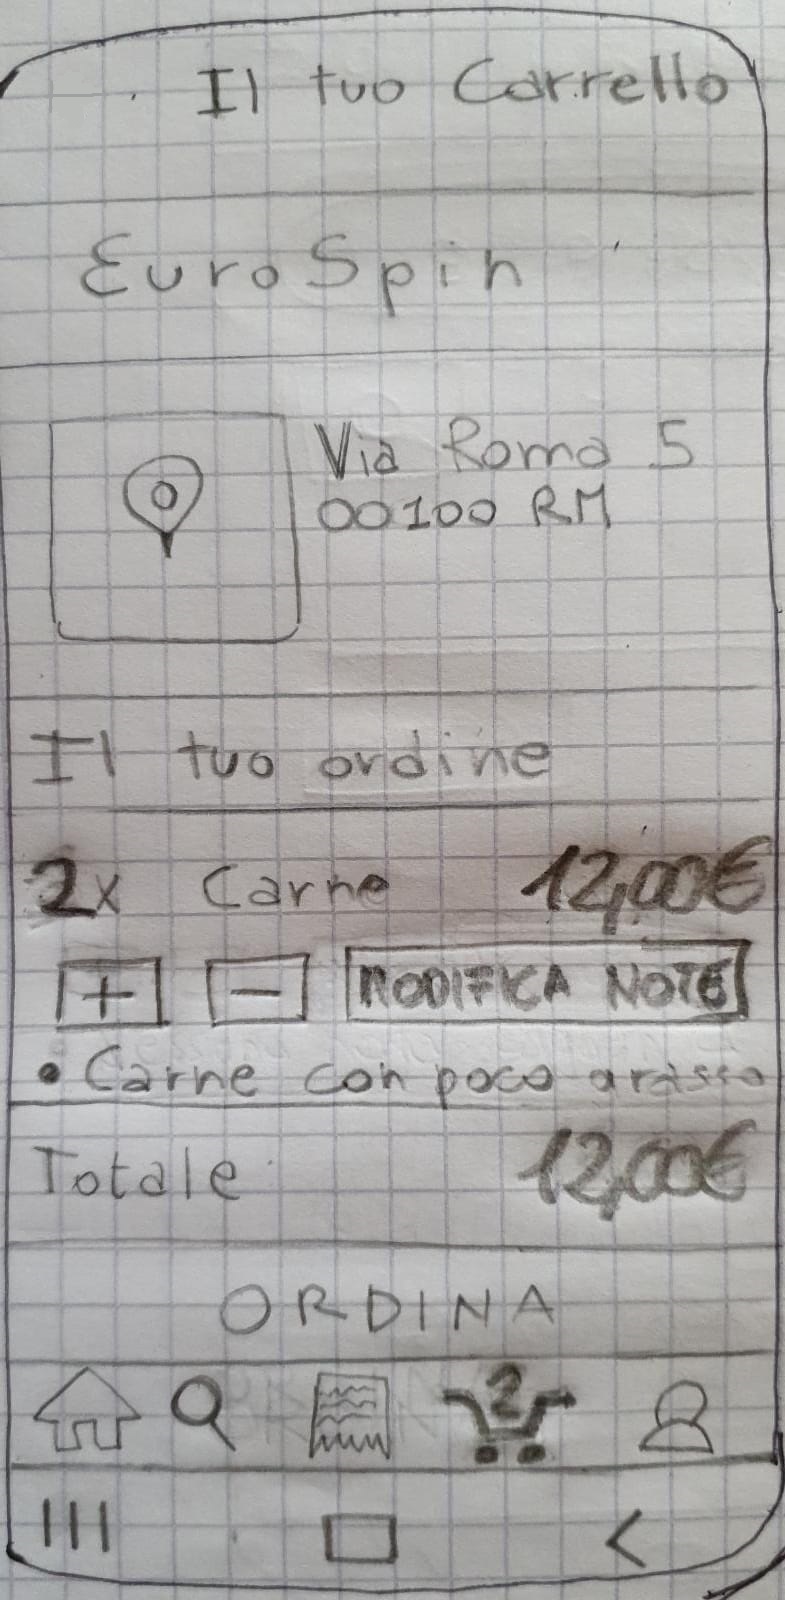 Il tuo Carrello
EuroSpin
Via Roma 5
00100 RM
Il tuo ordine
2x Carne 12,00€
+ - MODIFICA NOTE
• Carne con poco grasso
Totale 12,00€
ORDINA
2